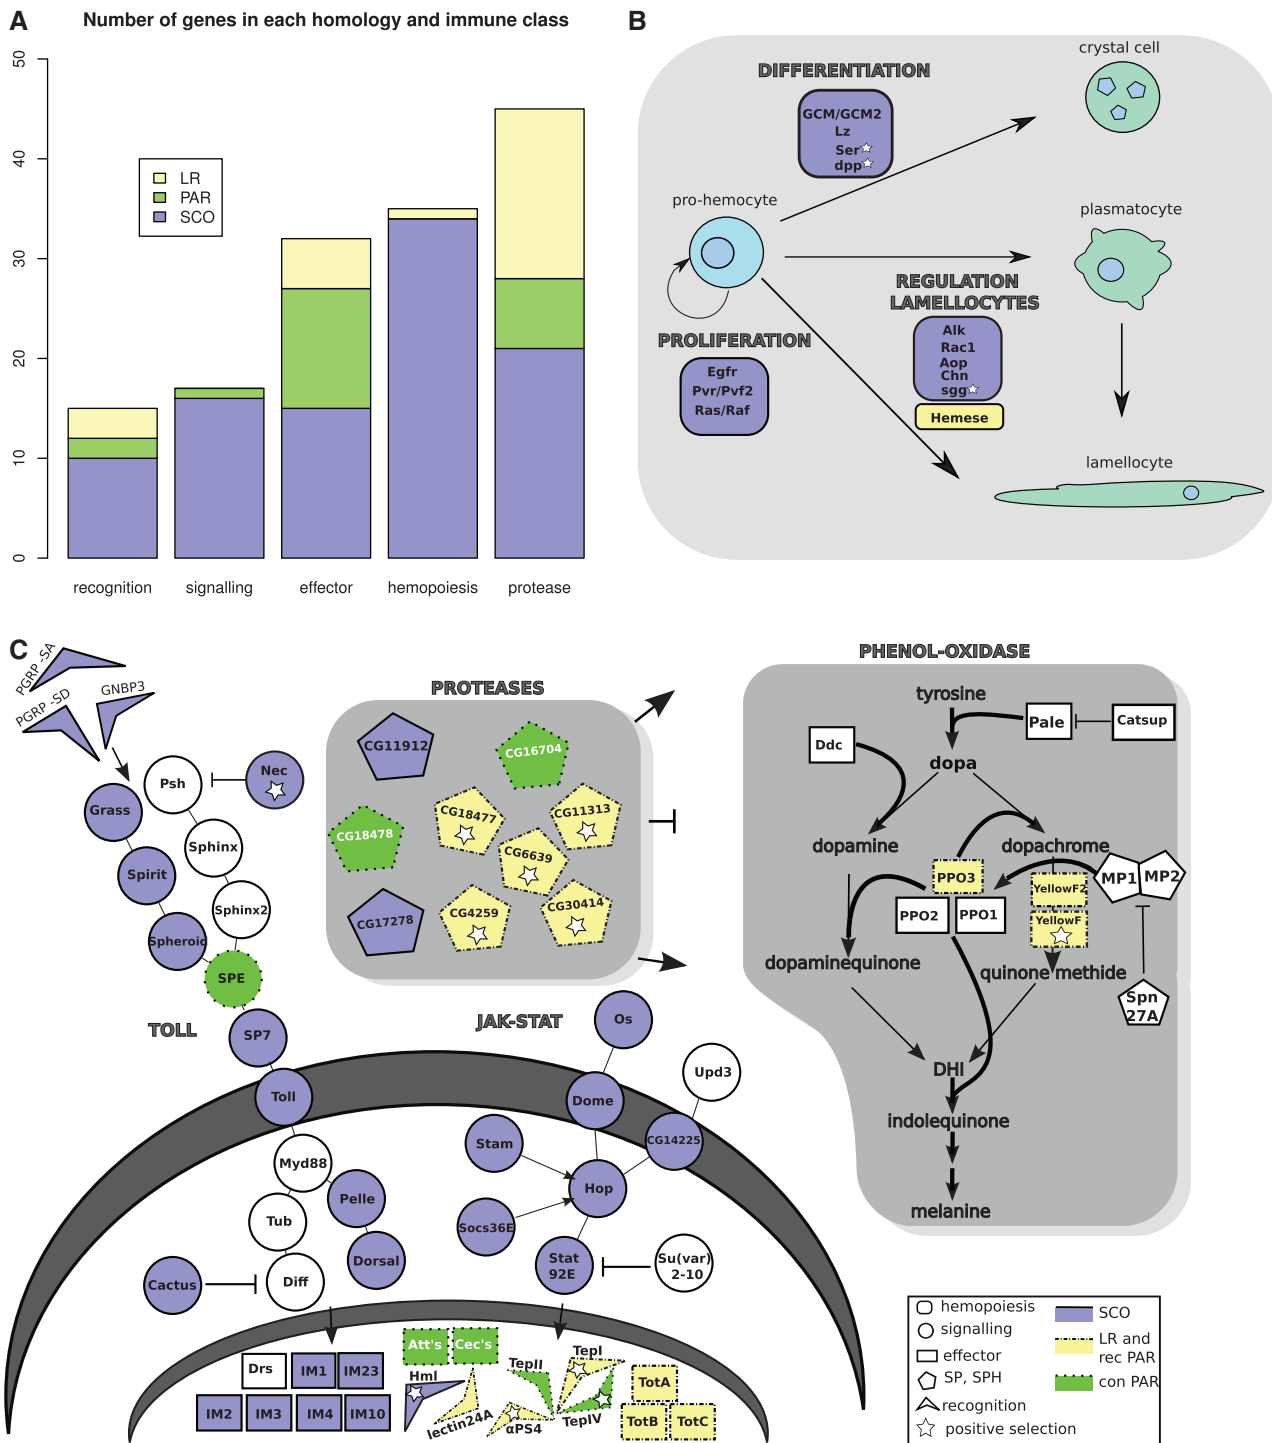 A
Number of genes in each homology and immune class
50
40
30
20
10
0
LR
PAR
SCO
recognition
signalling
effector
hemopoiesis
protease
B
crystal cell
DIFFERENTIATION
GCM/GCM2
Lz
Ser
dpp
pro-hemocyte
plasmatocyte
REGULATION
LAMELLOCYTES
Alk
Rac1
Aop
Chn
sgg
Hemese
PROLIFERATION
Egfr
Pvr/Pvf2
Ras/Raf
lamellocyte
C
PGRP-SA
PGRP-SD
GNBP3
Psh
Nec
Grass
Sphinx
Spirit
Sphinx2
Spheroid
SPE
SP7
TOLL
Toll
Myd88
Pelle
Tub
Dorsal
Cactus
Diff
PROTEASES
CG11912
CG16704
CG18478
CG18477
CG11313
CG6639
CG17278
CG4259
CG30414
JAK-STAT
Os
Upd3
Dome
CG14225
Stam
Hop
Socs36E
Stat
92E
Su(var)
2-10
Drs
IM1
IM23
IM2
IM3
IM4
IM10
Att's
Cec's
Hml
lectin24A
TepII
TepI
αPS4
TepIV
TotA
TotB
TotC
PHENOL-OXIDASE
tyrosine
Pale
Catsup
Ddc
dopa
dopamine
dopachrome
PPO3
YellowF2
MP1
MP2
PPO2
PPO1
YellowF
dopaminequinone
quinone methide
Spn
27A
DHI
indolequinone
melanine
hemopoiesis
signalling
effector
SP, SPH
recognition
positive selection
SCO
LR and
rec PAR
con PAR